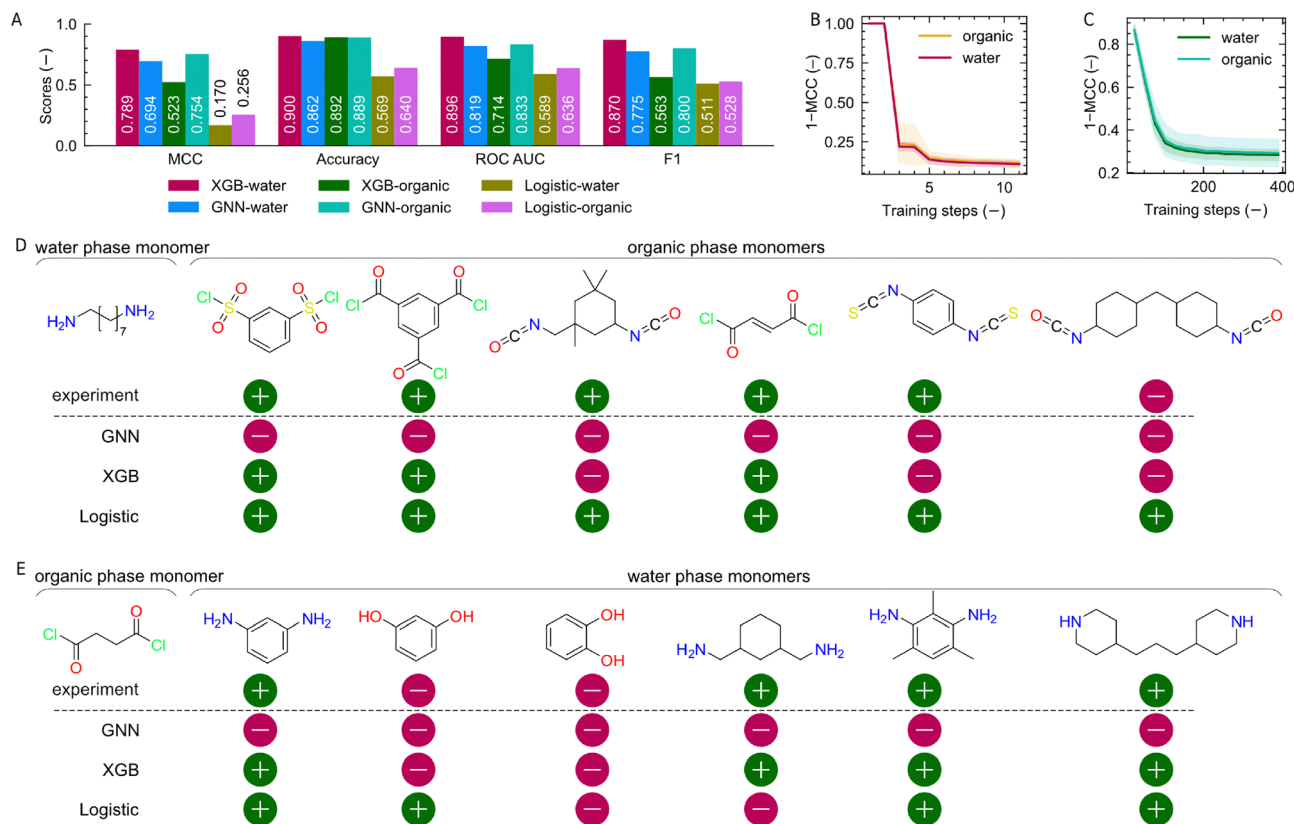 A
Scores (−)
1.0
0.5
0.0
0.789
0.694
0.523
0.754
0.170
0.256
0.900
0.862
0.892
0.889
0.569
0.640
0.896
0.819
0.714
0.833
0.589
0.636
0.870
0.775
0.563
0.800
0.511
0.528
MCC Accuracy ROC AUC F1
XGB-water XGB-organic Logistic-water
GNN-water GNN-organic Logistic-organic
B
1−MCC (−)
1.00
0.75
0.50
0.25
organic
water
5 10
Training steps (−)
C
1−MCC (−)
0.8
0.6
0.4
0.2
water
organic
200 400
Training steps (−)
D water phase monomer organic phase monomers
H2N NH2 7
Cl S O O O S O Cl
O Cl O Cl O Cl
O C N N C O
Cl O O Cl
S C N N C S
O C N N C O
experiment + + + + + −
GNN − − − − − −
XGB + + − + − −
Logistic + + + + + +
E organic phase monomer water phase monomers
Cl O O Cl
H2N NH2
HO OH
OH OH
H2N NH2
H2N NH2
HN NH
experiment + − − + + +
GNN − − − − − −
XGB + − − + + +
Logistic + + − − + +